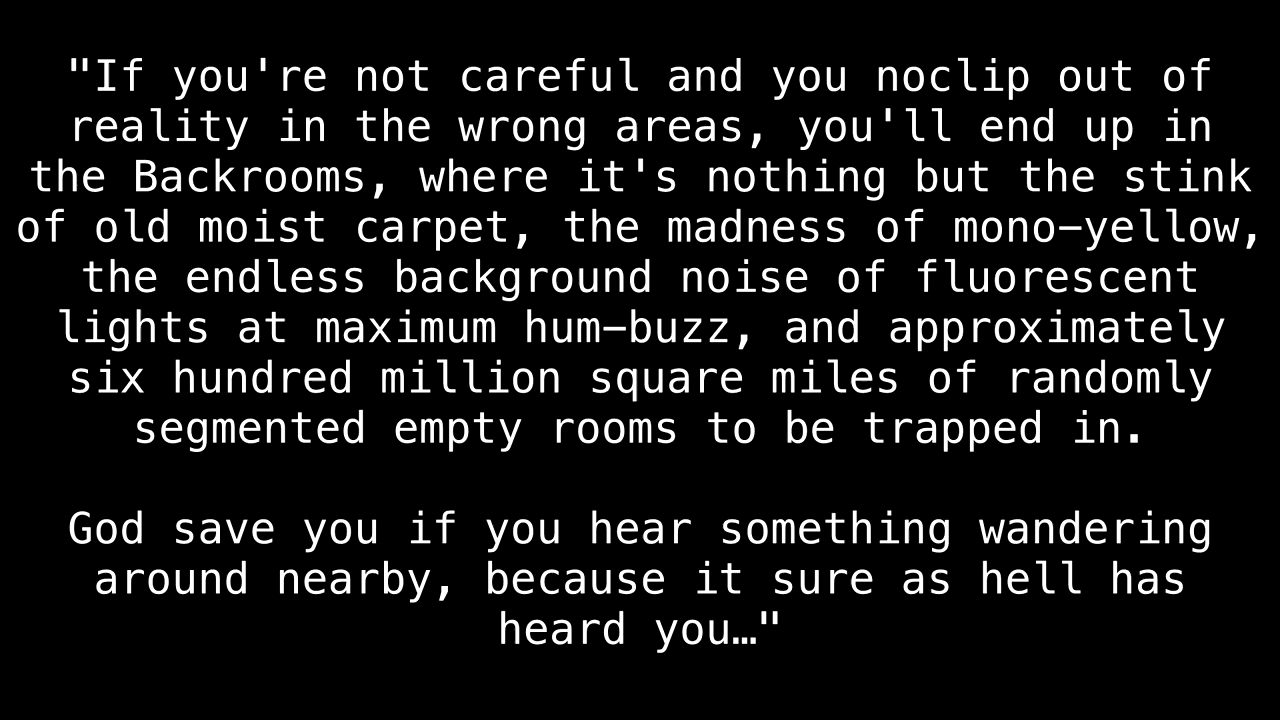 "If you're not careful and you noclip out of
reality in the wrong areas, you'll end up in
the Backrooms, where it's nothing but the stink
of old moist carpet, the madness of mono-yellow,
the endless background noise of fluorescent
lights at maximum hum-buzz, and approximately
six hundred million square miles of randomly
segmented empty rooms to be trapped in.
God save you if you hear something wandering
around nearby, because it sure as hell has
heard you…"